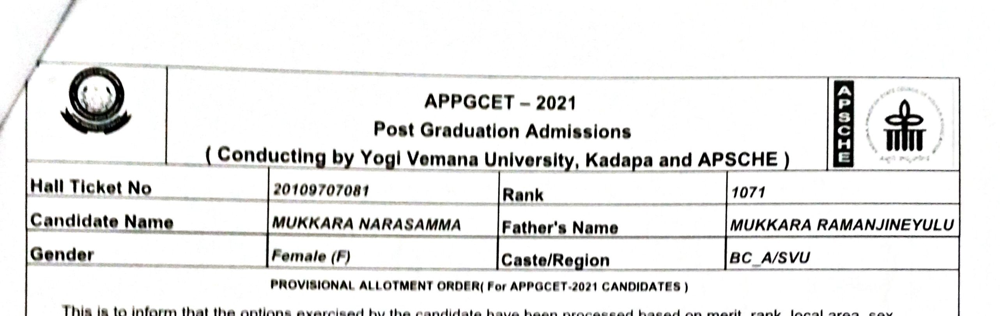 APPGCET – 2021
Post Graduation Admissions
( Conducting by Yogi Vemana University, Kadapa and APSCHE )
APSCHE
Hall Ticket No 20109707081 Rank 1071
Candidate Name MUKKARA NARASAMMA Father's Name MUKKARA RAMANJINEYULU
Gender Female (F) Caste/Region BC_A/SVU
PROVISIONAL ALLOTMENT ORDER( For APPGCET-2021 CANDIDATES )
This is to inform that the options exercised by the candidate have been processed based on merit, rank, local area, sex,